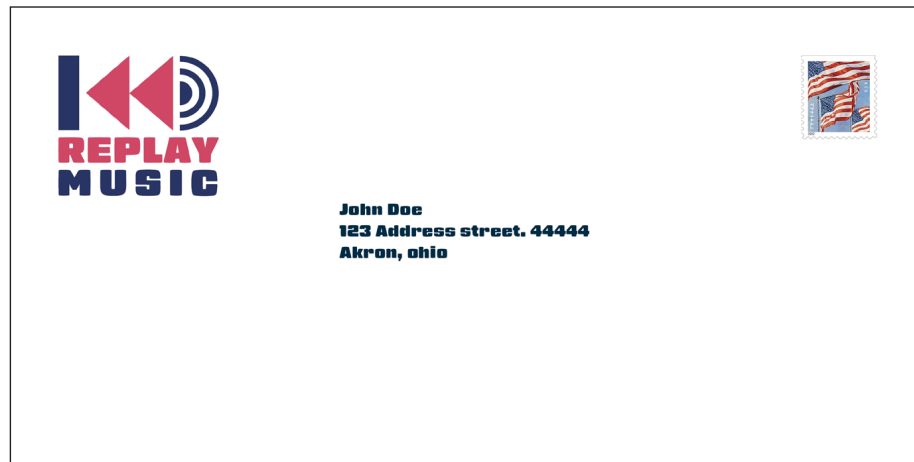 REPLAY
MUSIC
John Doe
123 Address street. 44444
Akron, ohio